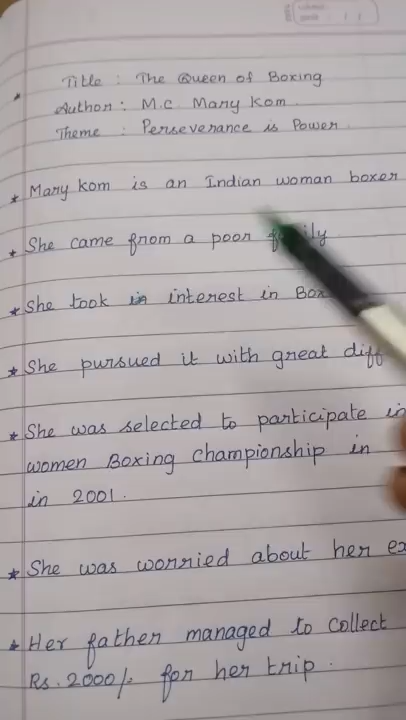 Title : The Queen of Boxing
Author : M.C. Mary Kom.
Theme : Perseverance is Power.
* Mary kom is an Indian woman boxer
* She came from a poor
* She took in interest in
* She pursued it with great
* She was selected to participate in
women Boxing championship in
in 2001.
* She was worried about her
* Her father managed to collect
Rs. 2000/- for her trip.